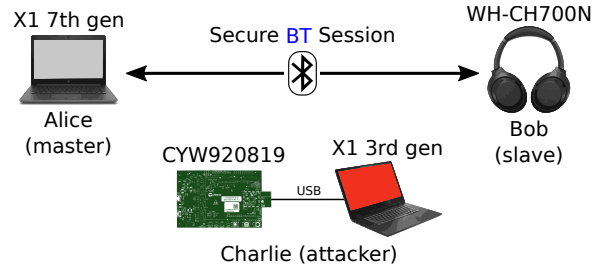 X1 7th gen
WH-CH700N
Secure BT Session
Alice
(master)
Bob
(slave)
CYW920819
X1 3rd gen
USB
Charlie (attacker)